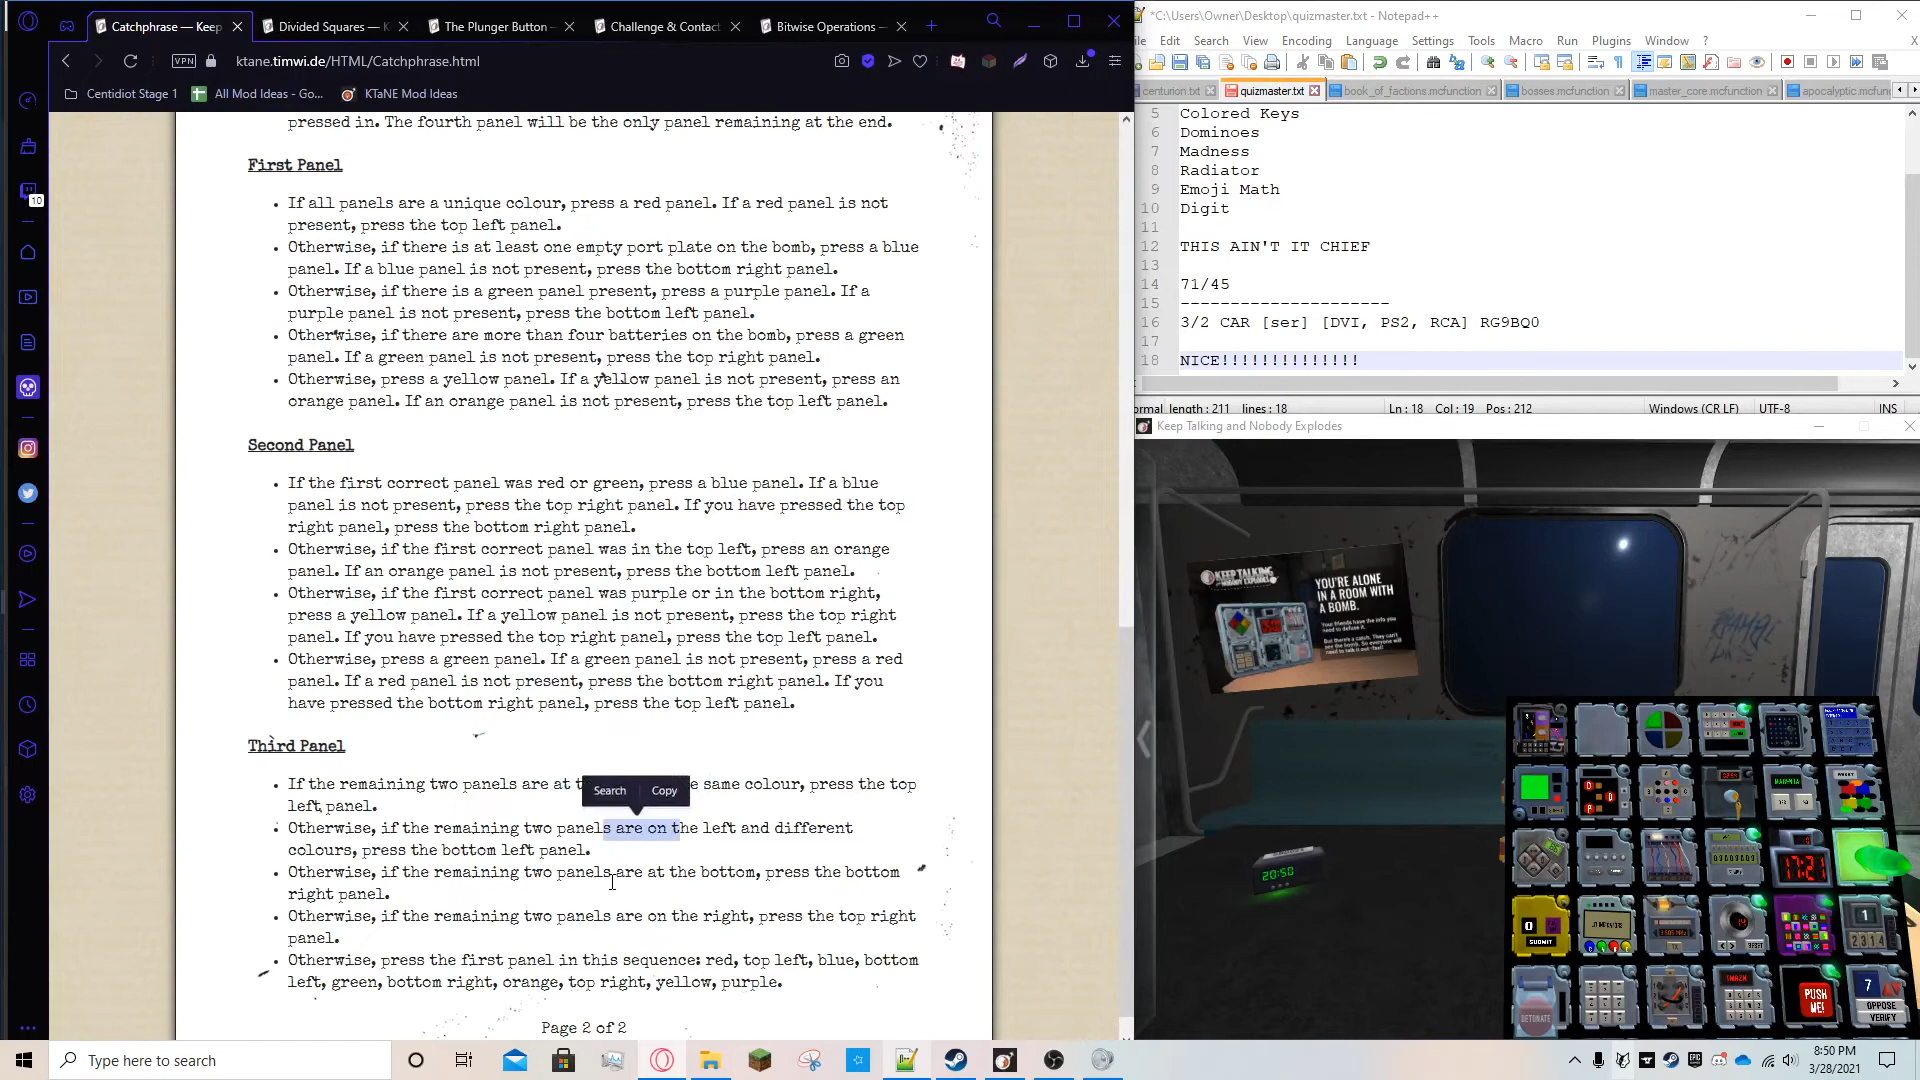 Catchphrase — Keep
Divided Squares — K
The Plunger Button —
Challenge & Contact
Bitwise Operations —
VPN
ktane.timwi.de/HTML/Catchphrase.html
Centidiot Stage 1
All Mod Ideas - Go...
KTaNE Mod Ideas
10
pressed in. The fourth panel will be the only panel remaining at the end.
First Panel
If all panels are a unique colour, press a red panel. If a red panel is not
present, press the top left panel.
Otherwise, if there is at least one empty port plate on the bomb, press a blue
panel. If a blue panel is not present, press the bottom right panel.
Otherwise, if there is a green panel present, press a purple panel. If a
purple panel is not present, press the bottom left panel.
Otherwise, if there are more than four batteries on the bomb, press a green
panel. If a green panel is not present, press the top right panel.
Otherwise, press a yellow panel. If a yellow panel is not present, press an
orange panel. If an orange panel is not present, press the top left panel.
Second Panel
If the first correct panel was red or green, press a blue panel. If a blue
panel is not present, press the top right panel. If you have pressed the top
right panel, press the bottom right panel.
Otherwise, if the first correct panel was in the top left, press an orange
panel. If an orange panel is not present, press the bottom left panel.
Otherwise, if the first correct panel was purple or in the bottom right,
press a yellow panel. If a yellow panel is not present, press the top right
panel. If you have pressed the top right panel, press the top left panel.
Otherwise, press a green panel. If a green panel is not present, press a red
panel. If a red panel is not present, press the bottom right panel. If you
have pressed the bottom right panel, press the top left panel.
Third Panel
If the remaining two panels are at t e same colour, press the top
left panel.
Search Copy
Otherwise, if the remaining two panels are on the left and different
colours, press the bottom left panel.
Otherwise, if the remaining two panels are at the bottom, press the bottom
right panel.
Otherwise, if the remaining two panels are on the right, press the top right
panel.
Otherwise, press the first panel in this sequence: red, top left, blue, bottom
left, green, bottom right, orange, top right, yellow, purple.
Page 2 of 2
*C:\Users\Owner\Desktop\quizmaster.txt - Notepad++
ile Edit Search View Encoding Language Settings Tools Macro Run Plugins Window ? X
centurion.txt quizmaster.txt book_of_factions.mcfunction bosses.mcfunction master_core.mcfunction apocalyptic.mcfunc
5 Colored Keys
6 Dominoes
7 Madness
8 Radiator
9 Emoji Math
10 Digit
11
12 THIS AIN'T IT CHIEF
13
14 71/45
15 ---------------------
16 3/2 CAR [ser] [DVI, PS2, RCA] RG9BQ0
17
18 NICE!!!!!!!!!!!!!!
ormal length : 211 lines : 18 Ln : 18 Col : 19 Pos : 212 Windows (CR LF) UTF-8 INS
Keep Talking and Nobody Explodes
KEEP TALKING
YOU'RE ALONE
IN A ROOM WITH
A BOMB.
20:50
17:21
0
SUBMIT
14
1
2314
DETONATE
PUSH
ME!
7
OPPOSE
VERIFY
Type here to search
8:50 PM
3/28/2021